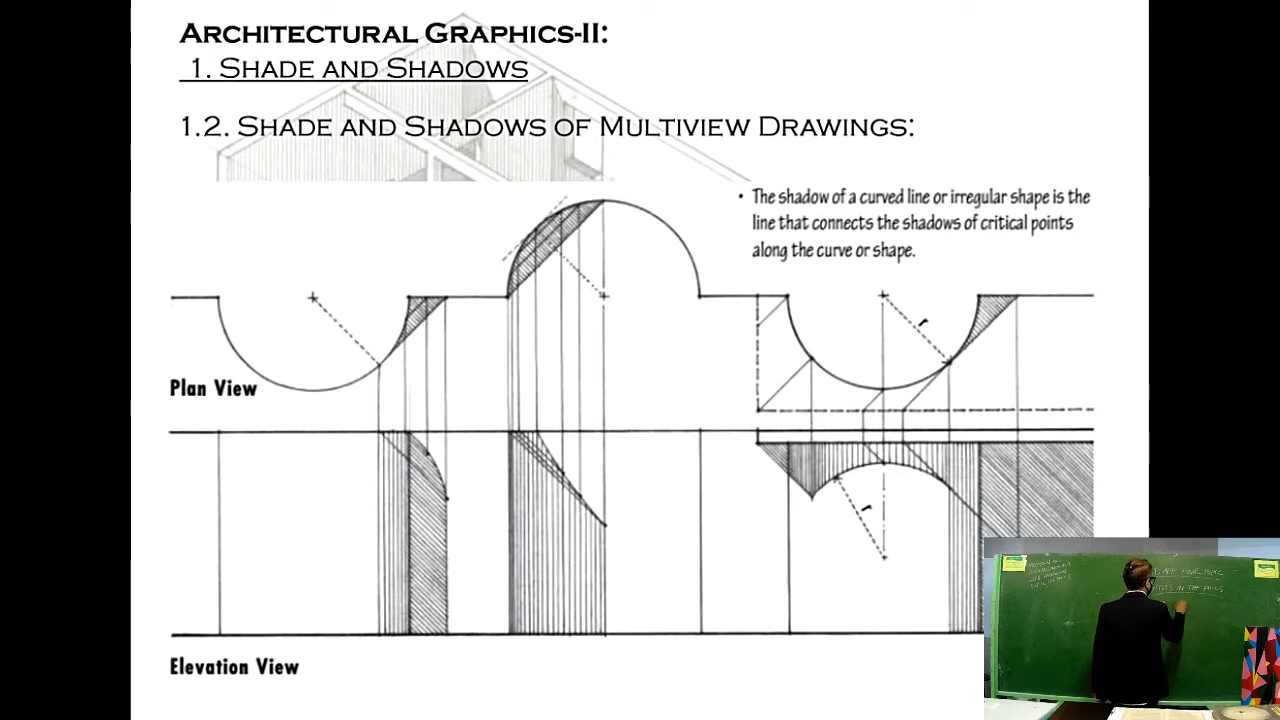 ARCHITECTURAL GRAPHICS-II:
1. SHADE AND SHADOWS
1.2. SHADE AND SHADOWS OF MULTIVIEW DRAWINGS:
• The shadow of a curved line or irregular shape is the
line that connects the shadows of critical points
along the curve or shape.
r
Plan View
r
Elevation View